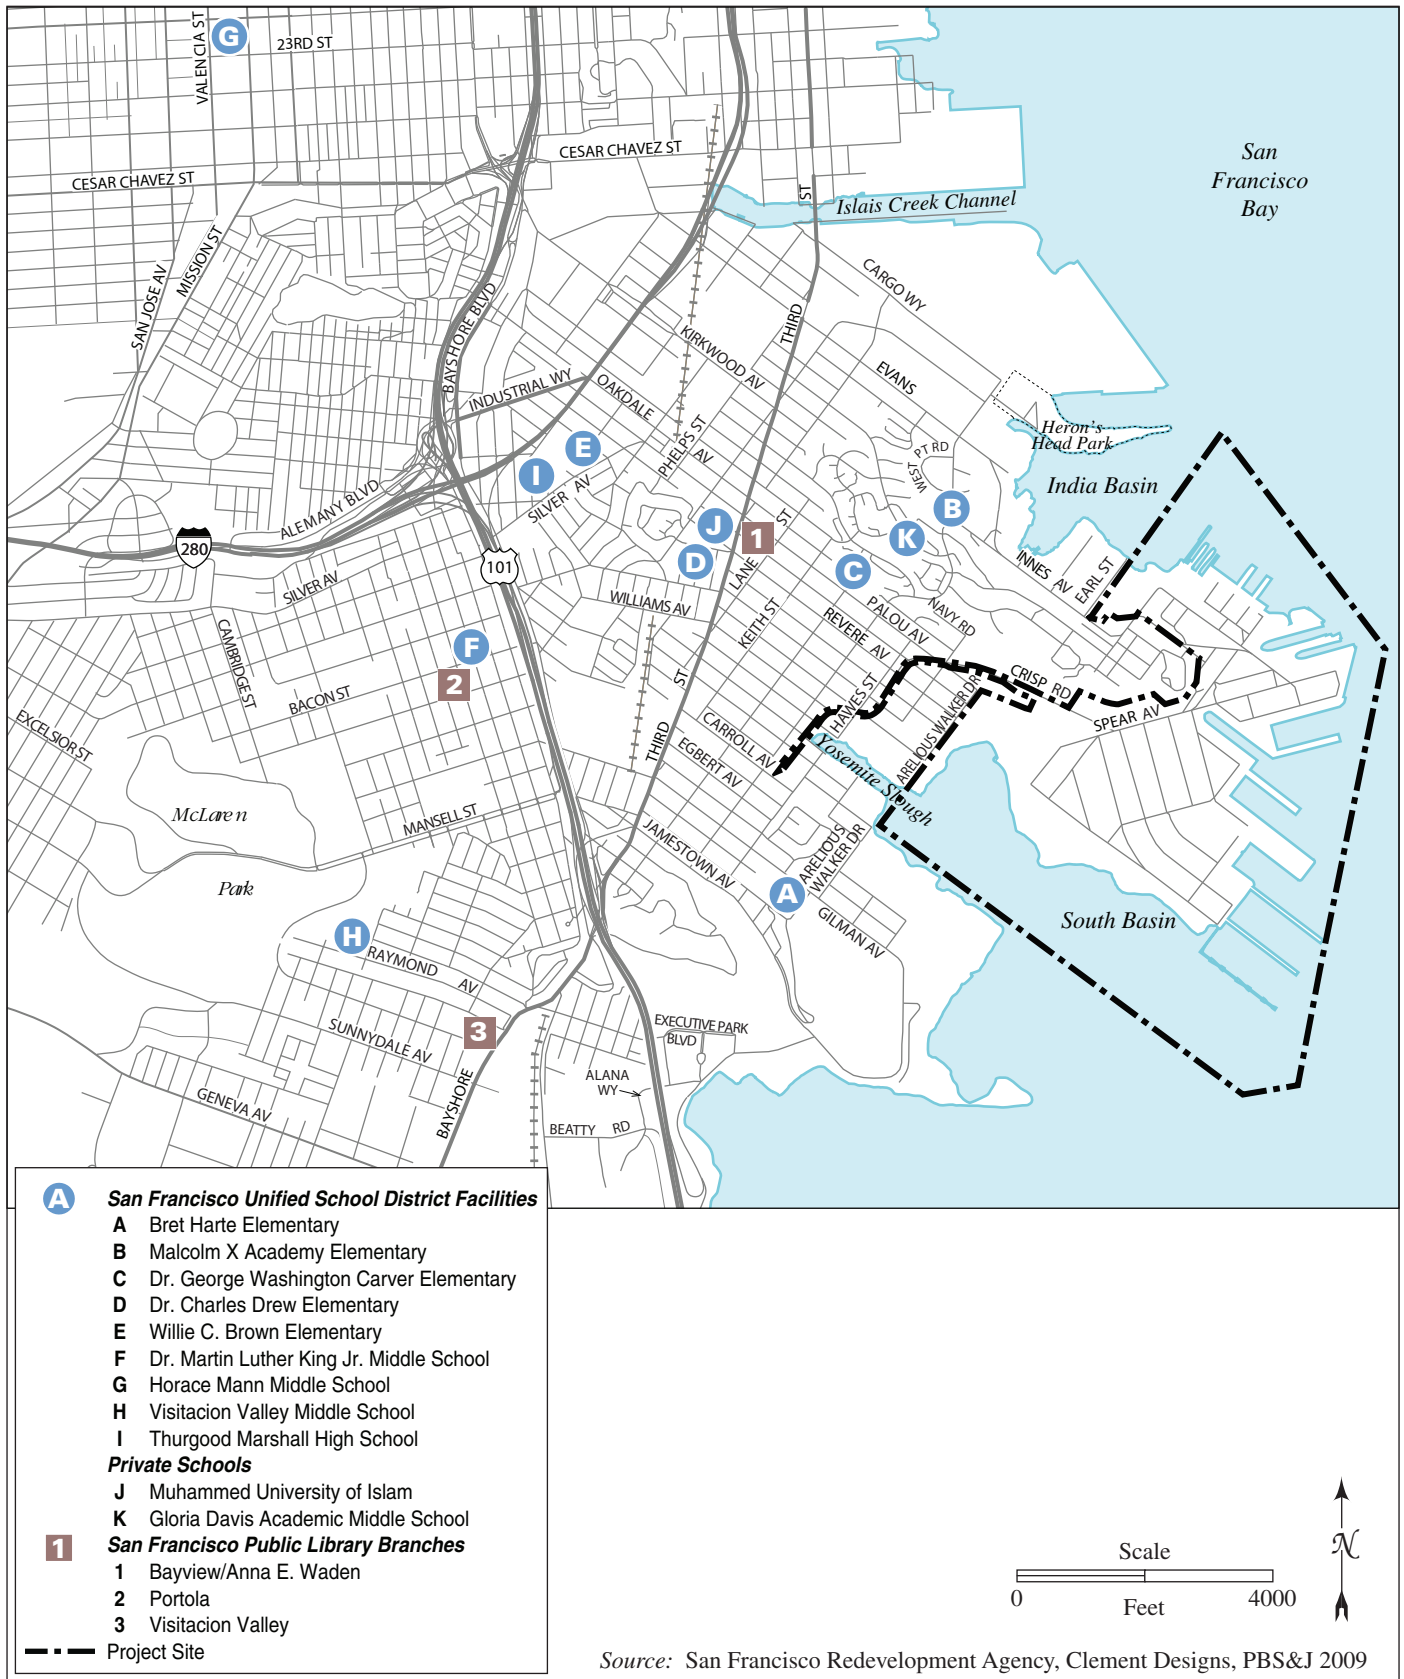 G
VALENCIA ST
23RD ST
CESAR CHAVEZ ST
CESAR CHAVEZ ST
San
Francisco
Bay
ST
Islais Creek Channel
SAN JOSE AV
MISSION ST
CARGO WY
BAYSHORE BLVD
THIRD
KIRKWOOD AV
EVANS
INDUSTRIAL WY
OAKDALE
AV
PHELPS ST
Heron's
Head Park
WEST
PT RD
E
I
SILVER AV
India Basin
ALEMANY BLVD
B
280
J
1
ST
K
101
D
LANE
C
INNES AV
EARL ST
SILVER AV
WILLIAMS AV
KEITH ST
PALOU AV
NAVY RD
REVERE AV
CAMBRIDGE ST
F
2
BACON ST
ST
HAWES ST
CRISP RD
SPEAR AV
ARELIOUS WALKER DR
EXCELSIOR ST
THIRD
CARROLL AV
EGBERT AV
Yosemite Slough
McLaren
Park
MANSELL ST
JAMESTOWN AV
ARELIOUS
WALKER DR
A
GILMAN AV
South Basin
H
RAYMOND AV
3
SUNNYDALE AV
EXECUTIVE PARK
BLVD
ALANA
WY
GENEVA AV
BAYSHORE
BEATTY RD
A San Francisco Unified School District Facilities
A Bret Harte Elementary
B Malcolm X Academy Elementary
C Dr. George Washington Carver Elementary
D Dr. Charles Drew Elementary
E Willie C. Brown Elementary
F Dr. Martin Luther King Jr. Middle School
G Horace Mann Middle School
H Visitacion Valley Middle School
I Thurgood Marshall High School
Private Schools
J Muhammed University of Islam
K Gloria Davis Academic Middle School
1 San Francisco Public Library Branches
1 Bayview/Anna E. Waden
2 Portola
3 Visitacion Valley
Project Site
Scale
0 4000
Feet
N
Source: San Francisco Redevelopment Agency, Clement Designs, PBS&J 2009